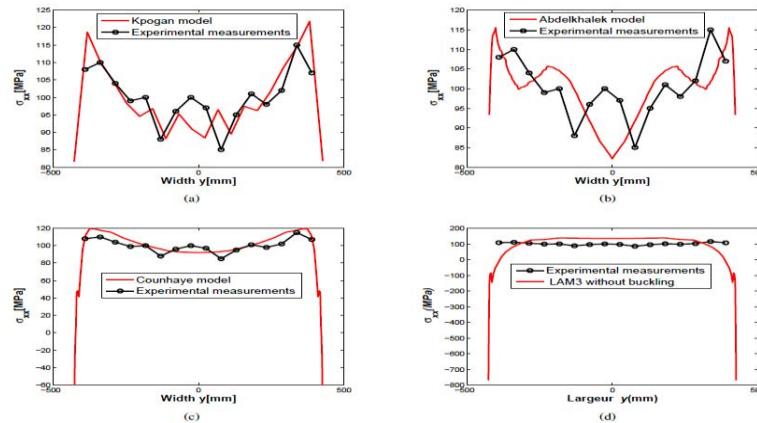 125
120
115
110
105
100
95
90
85
80
σxx[MPa]
Kpogan model
Experimental measurements
-500 0 500
Width y[mm]
(a)
120
115
110
105
100
95
90
85
80
σxx[MPa]
Abdelkhalek model
Experimental measurements
-500 0 500
Width y[mm]
(b)
120
100
80
60
40
20
0
-20
-40
-60
σxx[MPa]
Counhaye model
Experimental measurements
-500 0 500
Width y[mm]
(c)
200
100
0
-100
-200
-300
-400
-500
-600
-700
-800
σxx(MPa)
Experimental measurements
LAM3 without buckling
-500 0 500
Largeur y(mm)
(d)